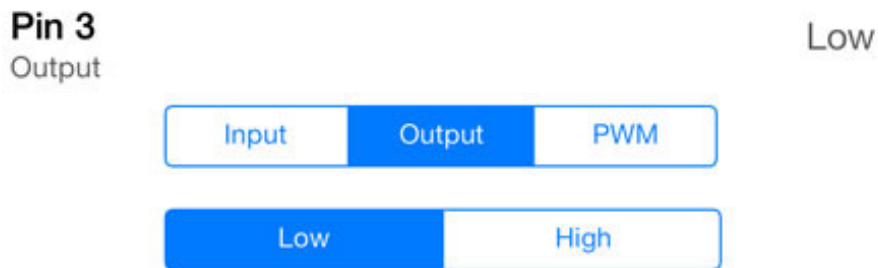 Pin 3
Low
Output
Input Output PWM
Low High